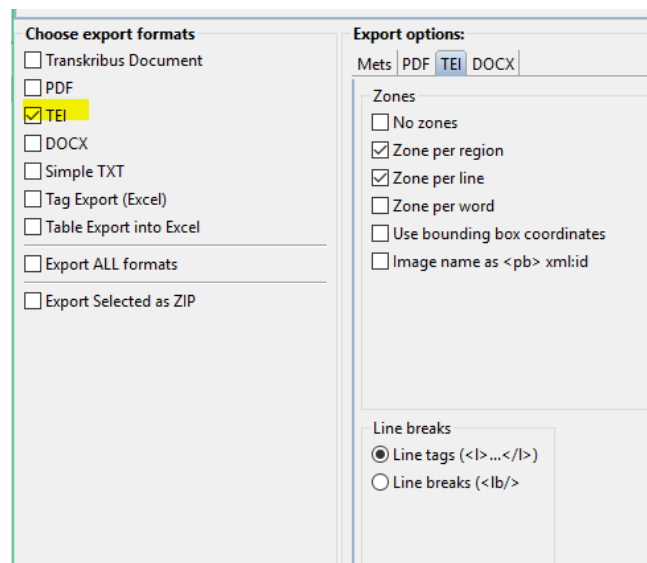 Choose export formats
Transkribus Document
PDF
TEI
DOCX
Simple TXT
Tag Export (Excel)
Table Export into Excel
Export ALL formats
Export Selected as ZIP
Export options:
Mets PDF TEI DOCX
Zones
No zones
Zone per region
Zone per line
Zone per word
Use bounding box coordinates
Image name as <pb> xml:id
Line breaks
Line tags (<l>...</l>)
Line breaks (<lb/>